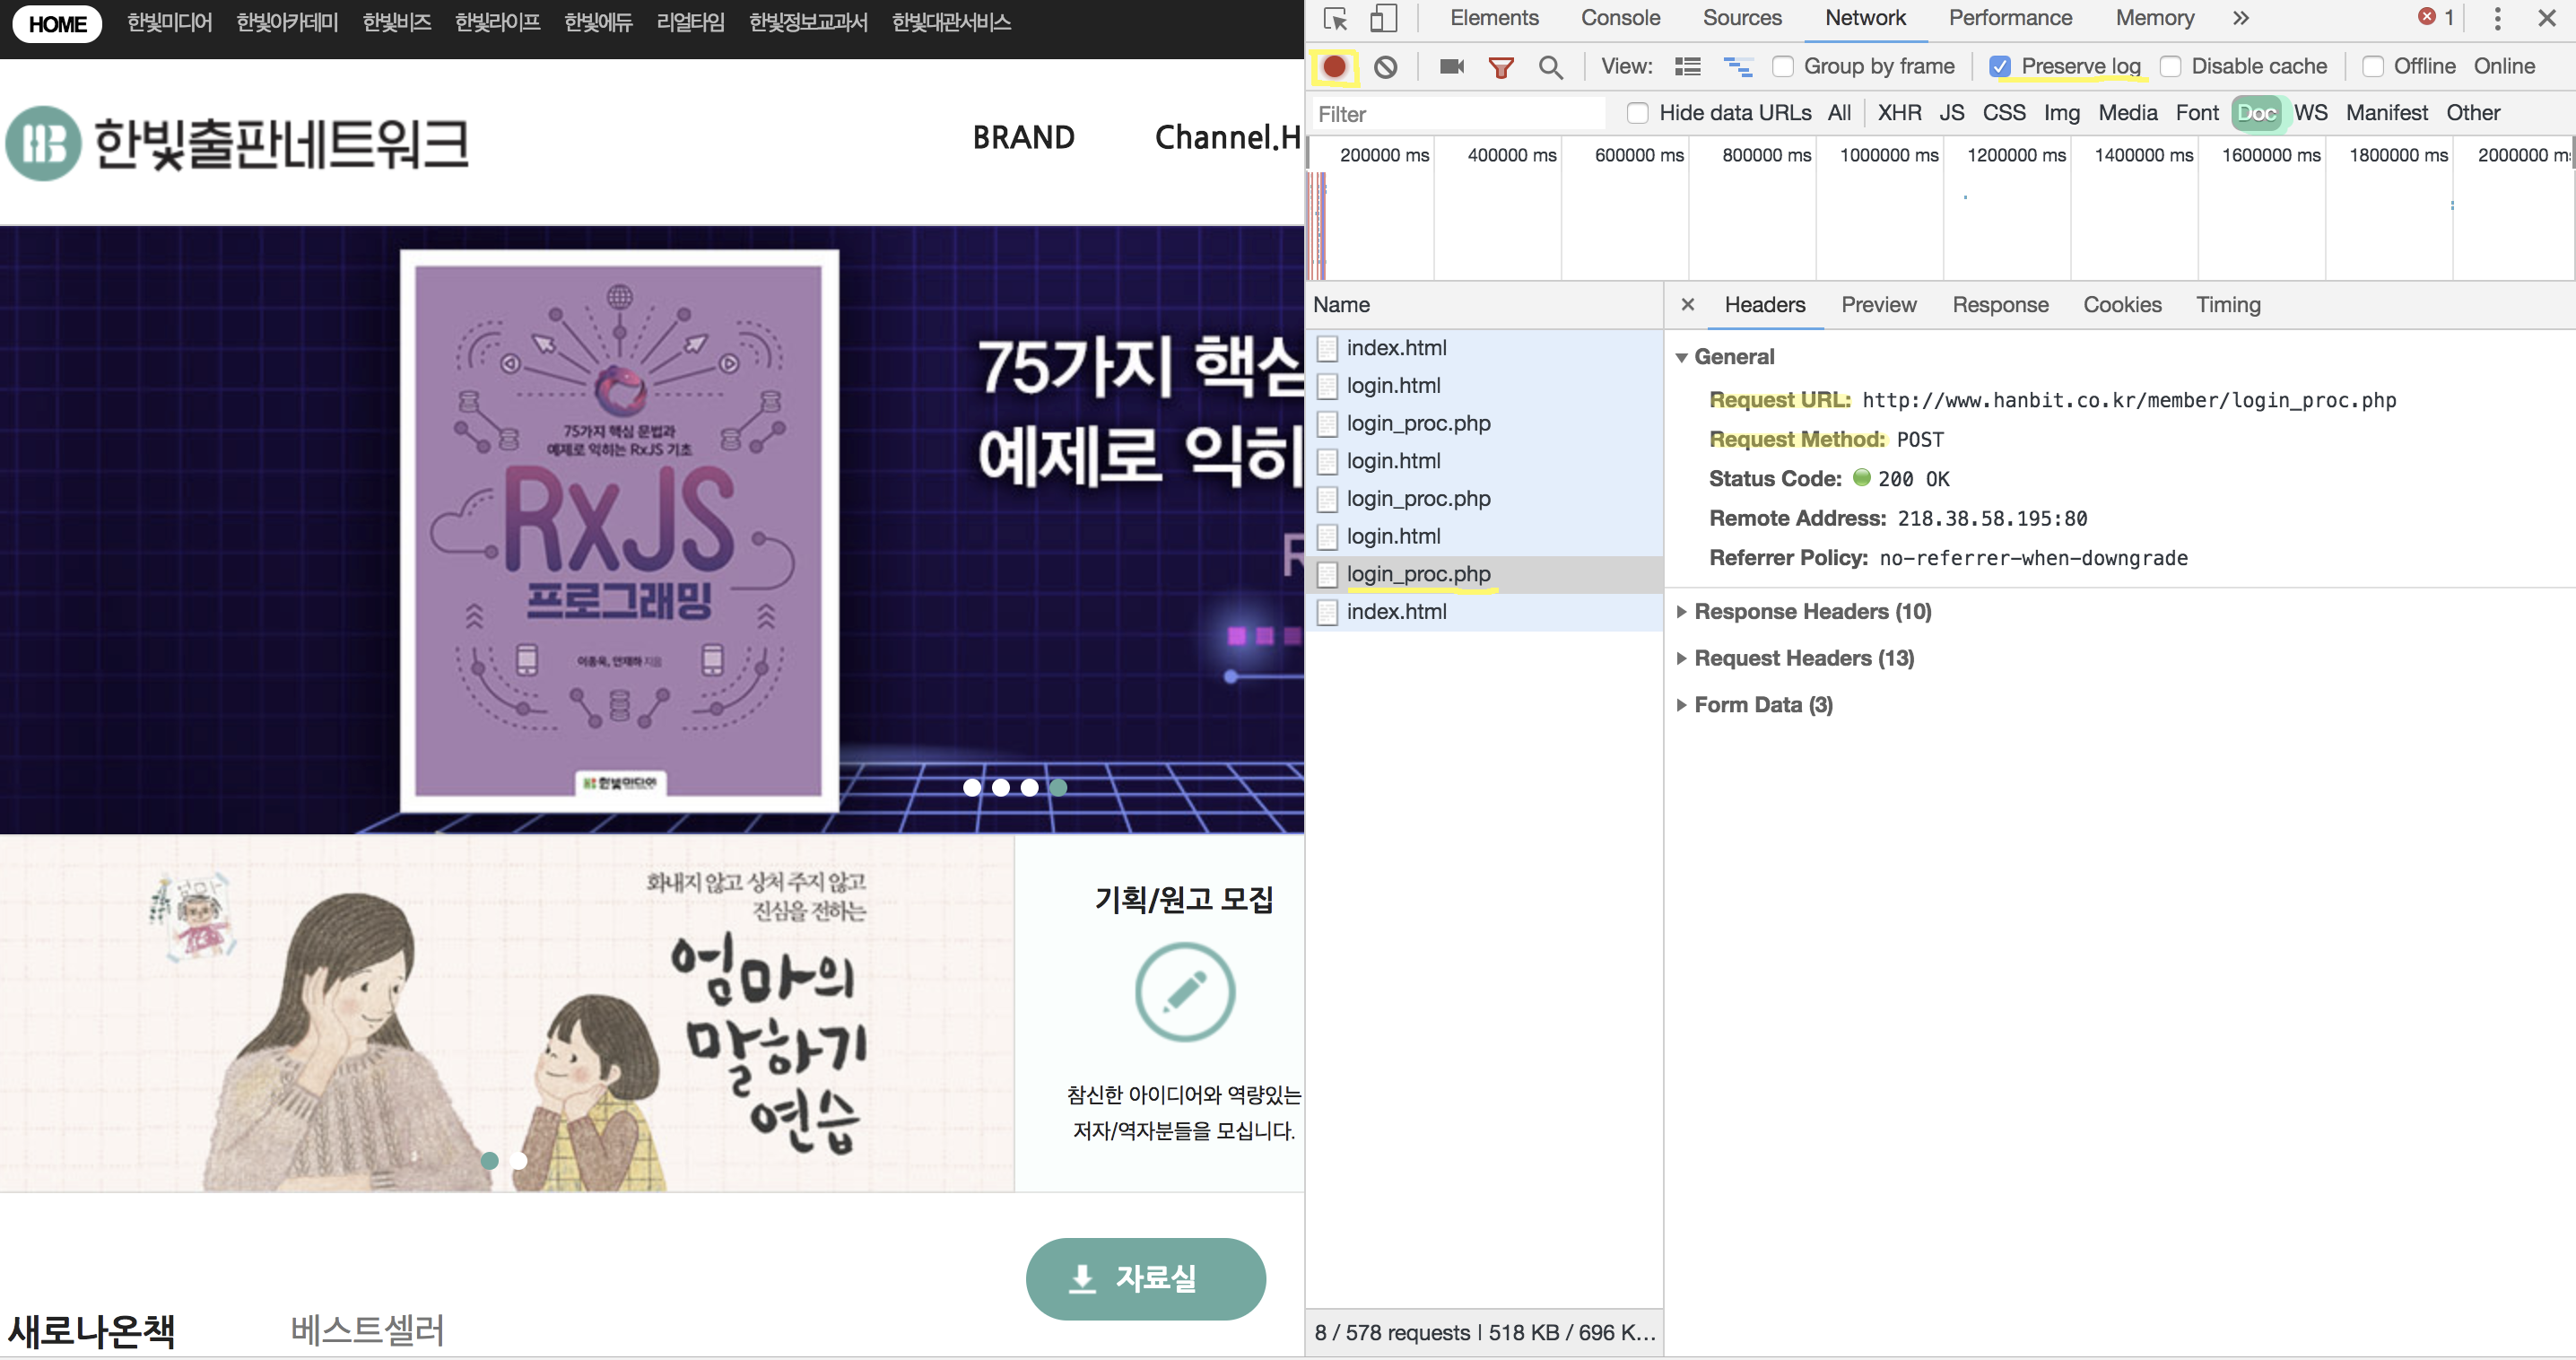 HOME 한빛미디어 한빛아카데미 한빛비즈 한빛라이프 한빛에듀 리얼타임 한빛정보교과서 한빛대관서비스
한빛출판네트워크
BRAND Channel.H
75가지 핵심
예제로 익히
R
75가지 핵심 문법과
예제로 익히는 RxJS 기초
RxJS
프로그래밍
이종욱, 안재하 지음
한빛미디어
화내지 않고 상처 주지 않고
진심을 전하는
엄마의
말하기
연습
기획/원고 모집
참신한 아이디어와 역량있는
저자/역자분들을 모십니다.
자료실
새로나온책 베스트셀러
Elements Console Sources Network Performance Memory » 1
View: Group by frame Preserve log Disable cache Offline Online
Filter Hide data URLs All XHR JS CSS Img Media Font Doc WS Manifest Other
200000 ms 400000 ms 600000 ms 800000 ms 1000000 ms 1200000 ms 1400000 ms 1600000 ms 1800000 ms 2000000 m
Name
index.html
login.html
login_proc.php
login.html
login_proc.php
login.html
login_proc.php
index.html
8 / 578 requests | 518 KB / 696 K…
× Headers Preview Response Cookies Timing
General
Request URL: http://www.hanbit.co.kr/member/login_proc.php
Request Method: POST
Status Code: 200 OK
Remote Address: 218.38.58.195:80
Referrer Policy: no-referrer-when-downgrade
Response Headers (10)
Request Headers (13)
Form Data (3)